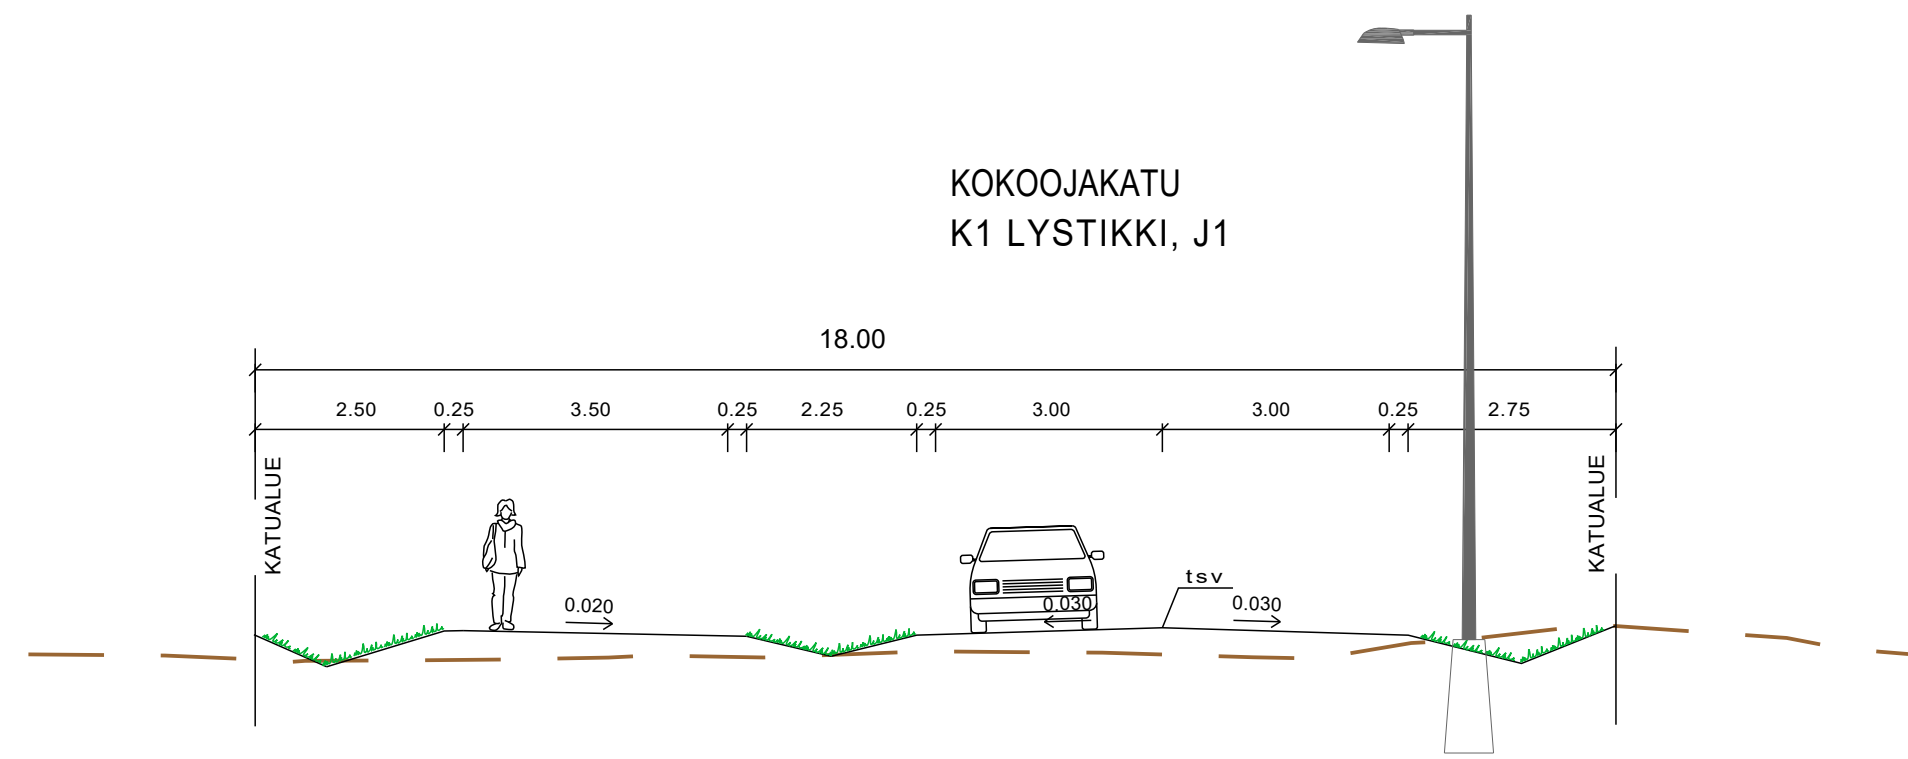 KOKOOJAKATU
K1 LYSTIKKI, J1
18.00
2.50 0.25 3.50 0.25 2.25 0.25 3.00 3.00 0.25 2.75
KATUALUE
KATUALUE
tsv
0.020
0.030
0.030